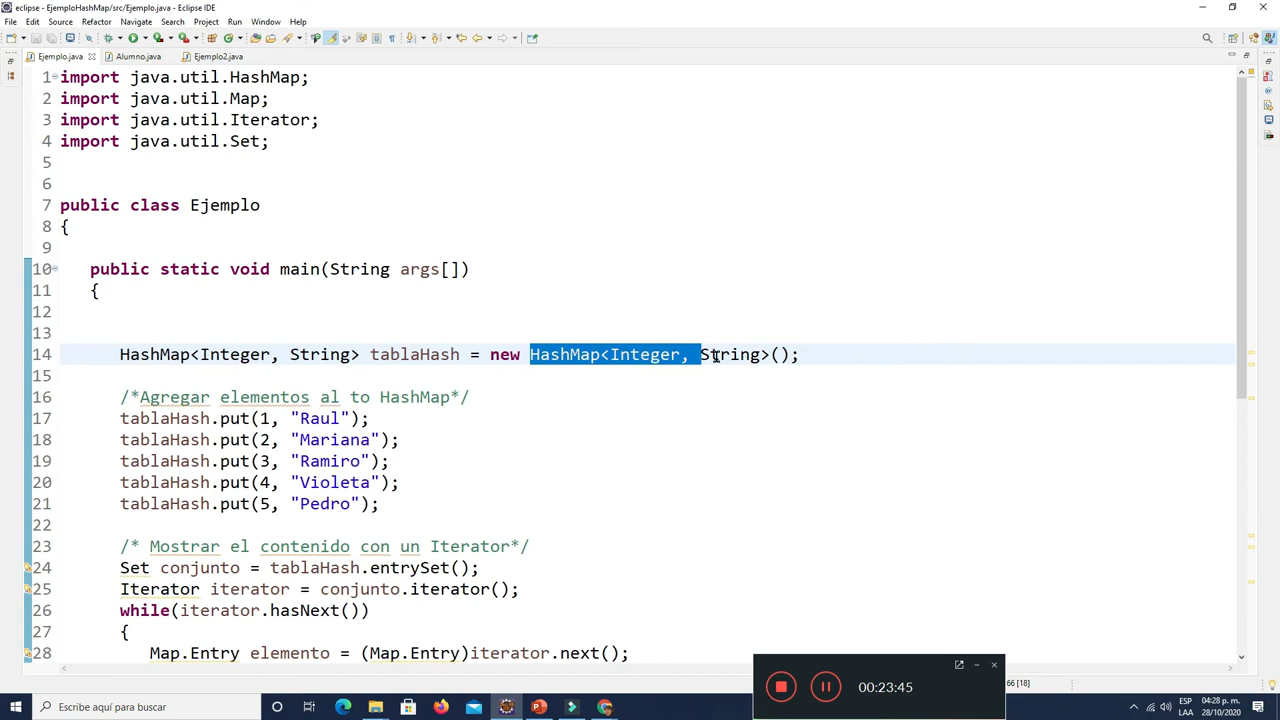 eclipse - EjemploHashMap/src/Ejemplo.java - Eclipse IDE
File Edit Source Refactor Navigate Search Project Run Window Help
Ejemplo.java Alumno.java Ejemplo2.java
1 import java.util.HashMap;
2 import java.util.Map;
3 import java.util.Iterator;
4 import java.util.Set;
5
6
7 public class Ejemplo
8 {
9
10 public static void main(String args[])
11 {
12
13
14 HashMap<Integer, String> tablaHash = new HashMap<Integer, String>();
15
16 /*Agregar elementos al to HashMap*/
17 tablaHash.put(1, "Raul");
18 tablaHash.put(2, "Mariana");
19 tablaHash.put(3, "Ramiro");
20 tablaHash.put(4, "Violeta");
21 tablaHash.put(5, "Pedro");
22
23 /* Mostrar el contenido con un Iterator*/
24 Set conjunto = tablaHash.entrySet();
25 Iterator iterator = conjunto.iterator();
26 while(iterator.hasNext())
27 {
28 Map.Entry elemento = (Map.Entry)iterator.next();
00:23:45
66 [18]
Escribe aquí para buscar
ESP 04:28 p. m.
LAA 28/10/2020